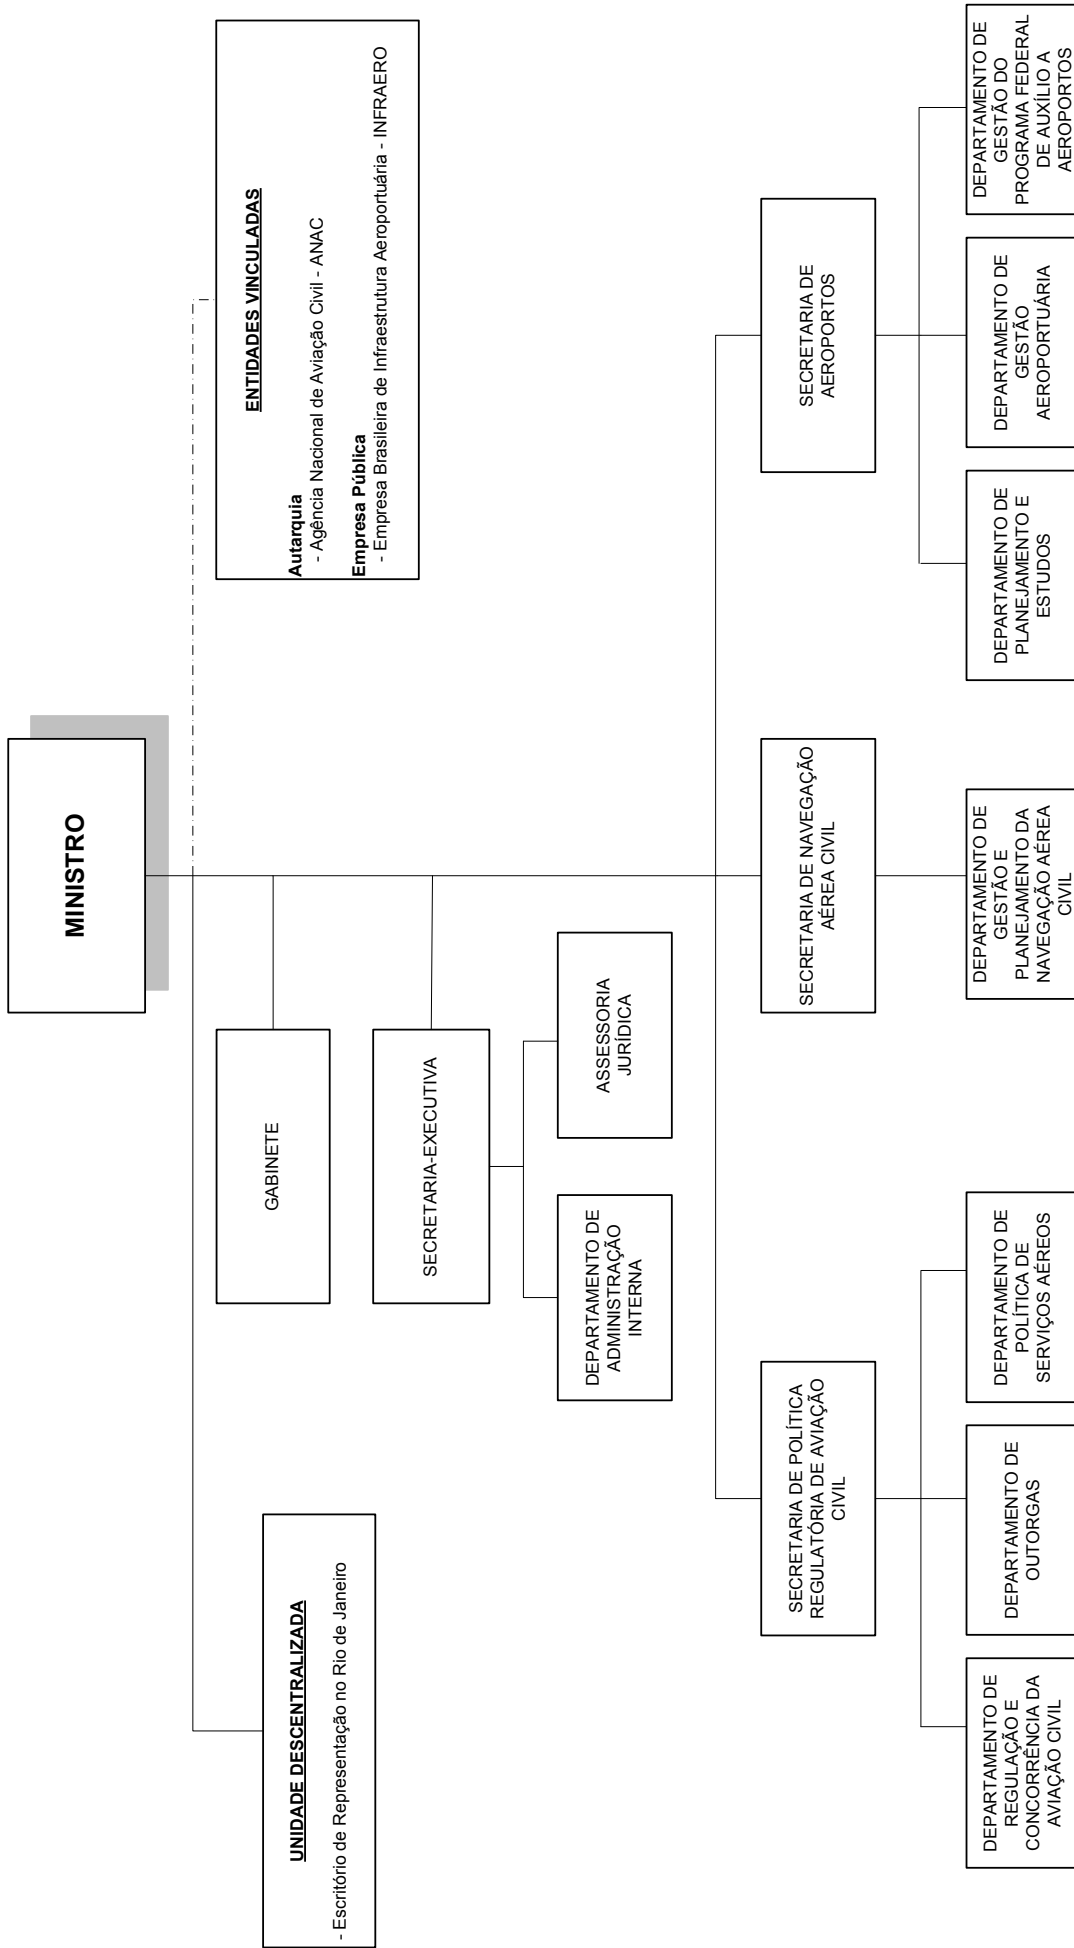 MINISTRO
UNIDADE DESCENTRALIZADA
- Escritório de Representação no Rio de Janeiro
GABINETE
ENTIDADES VINCULADAS
Autarquia
- Agência Nacional de Aviação Civil - ANAC
Empresa Pública
- Empresa Brasileira de Infraestrutura Aeroportuária - INFRAERO
SECRETARIA-EXECUTIVA
DEPARTAMENTO DE
ADMINISTRAÇÃO
INTERNA
ASSESSORIA
JURÍDICA
SECRETARIA DE POLÍTICA
REGULATÓRIA DE AVIAÇÃO
CIVIL
SECRETARIA DE NAVEGAÇÃO
AÉREA CIVIL
SECRETARIA DE
AEROPORTOS
DEPARTAMENTO DE
REGULAÇÃO E
CONCORRÊNCIA DA
AVIAÇÃO CIVIL
DEPARTAMENTO DE
OUTORGAS
DEPARTAMENTO DE
POLÍTICA DE
SERVIÇOS AÉREOS
DEPARTAMENTO DE
GESTÃO E
PLANEJAMENTO DA
NAVEGAÇÃO AÉREA
CIVIL
DEPARTAMENTO DE
PLANEJAMENTO E
ESTUDOS
DEPARTAMENTO DE
GESTÃO
AEROPORTUÁRIA
DEPARTAMENTO DE
GESTÃO DO
PROGRAMA FEDERAL
DE AUXÍLIO A
AEROPORTOS